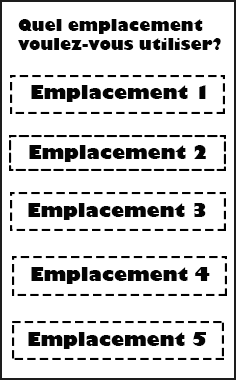 Quel emplacement
voulez-vous utiliser?
Emplacement 1
Emplacement 2
Emplacement 3
Emplacement 4
Emplacement 5